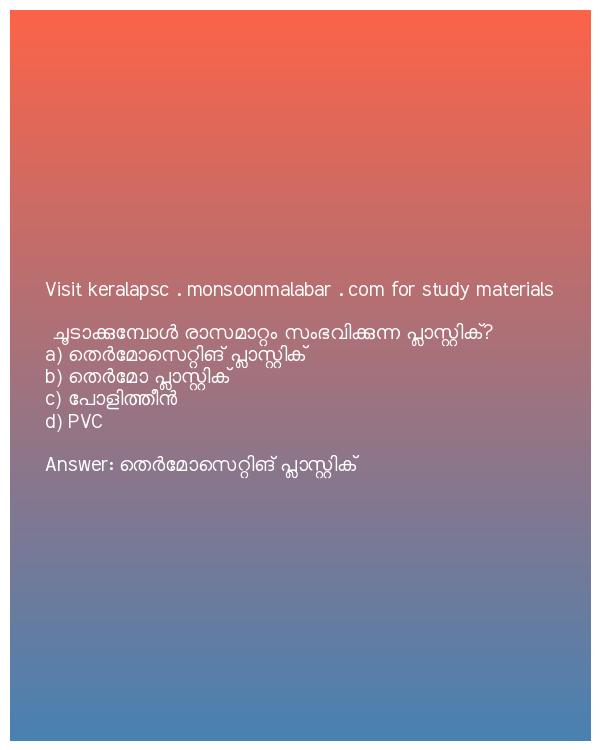 Visit keralapsc . monsoonmalabar . com for study materials
ചൂടാക്കുമ്പോൾ രാസമാറ്റം സംഭവിക്കുന്ന പ്ലാസ്റ്റിക്?
a) തെർമോസെറ്റിങ് പ്ലാസ്റ്റിക്
b) തെർമോ പ്ലാസ്റ്റിക്
c) പോളിത്തീൻ
d) PVC
Answer: തെർമോസെറ്റിങ് പ്ലാസ്റ്റിക്